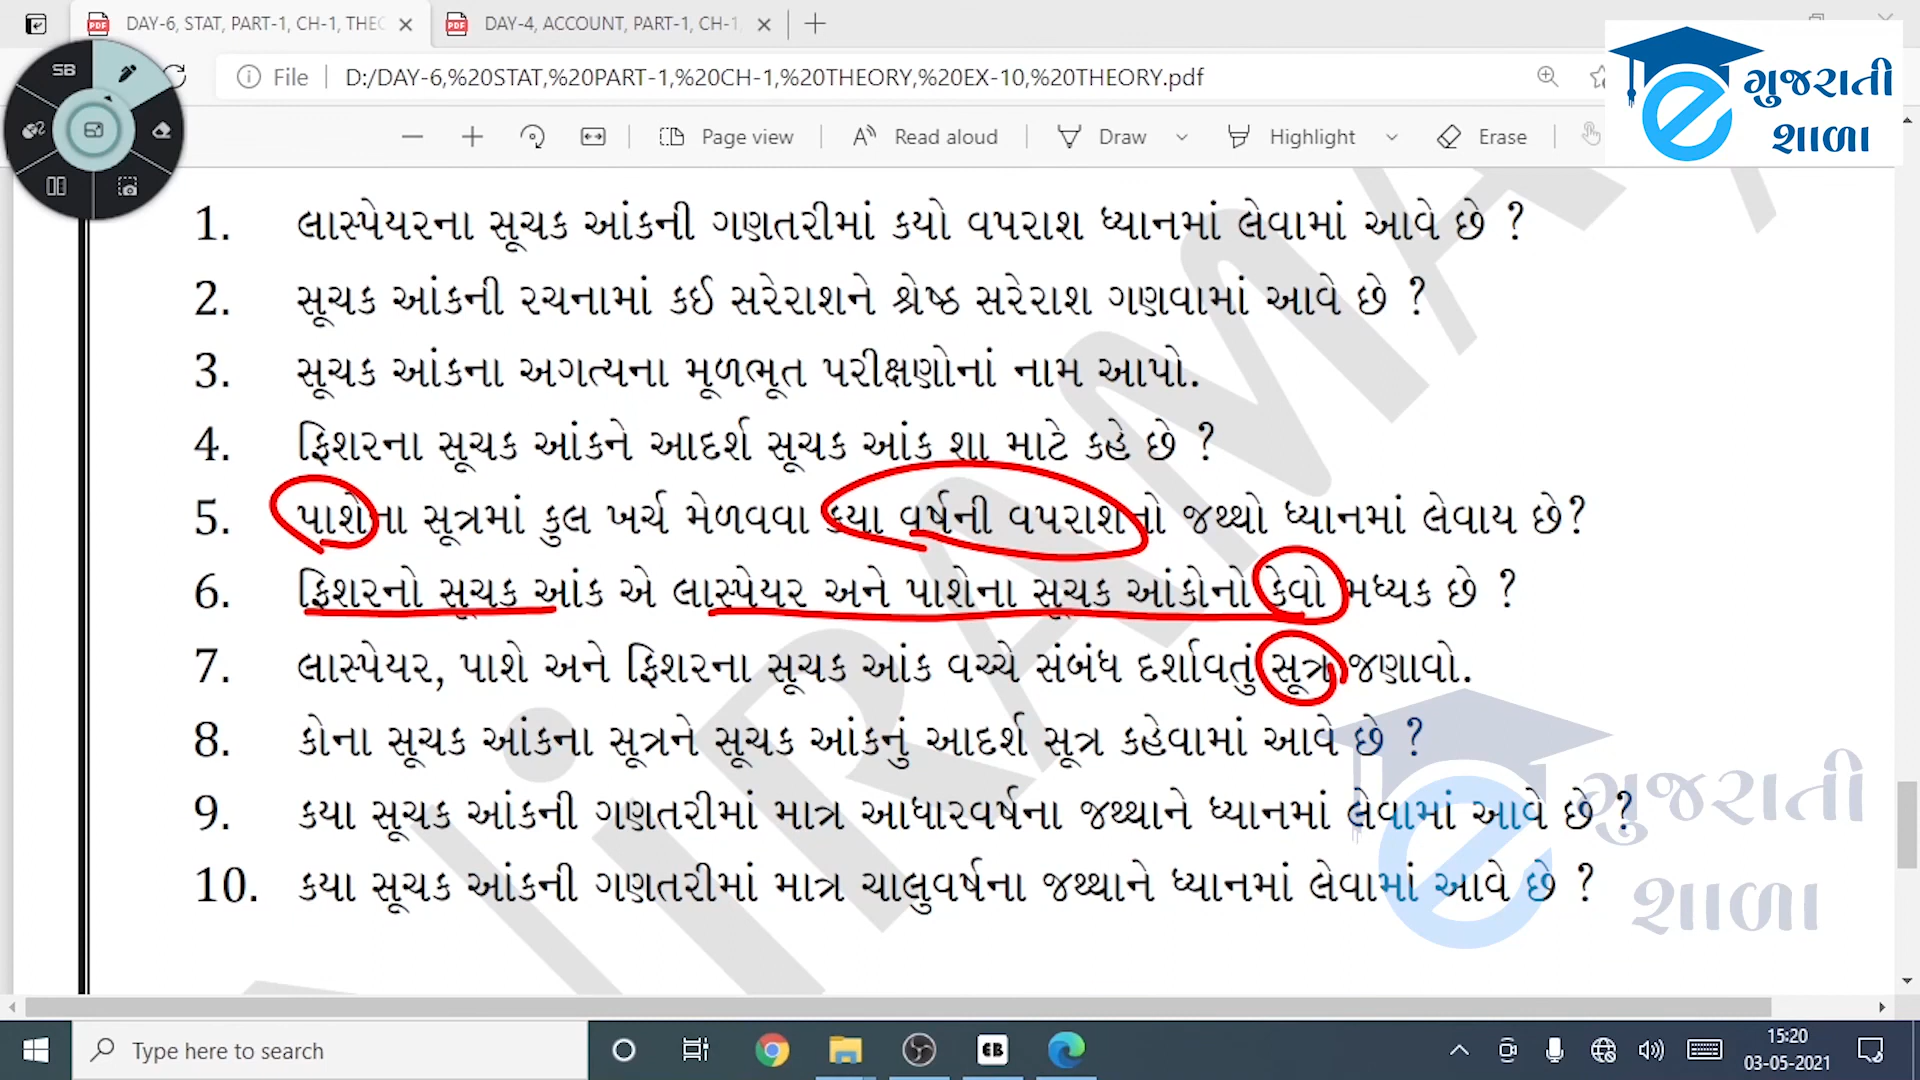 DAY-6, STAT, PART-1, CH-1, THEO
DAY-4, ACCOUNT, PART-1, CH-1
SB
File
D:/DAY-6,%20STAT,%20PART-1,%20CH-1,%20THEORY,%20EX-10,%20THEORY.pdf
Page view
Read aloud
Draw
Highlight
Erase
ગુજરાતી
શાળા
1. લાસ્પેયરના સૂચક આંકની ગણતરીમાં કયો વપરાશ ધ્યાનમાં લેવામાં આવે છે ?
2. સૂચક આંકની રચનામાં કઈ સરેરાશને શ્રેષ્ઠ સરેરાશ ગણવામાં આવે છે ?
3. સૂચક આંકના અગત્યના મૂળભૂત પરીક્ષણોનાં નામ આપો.
4. ફિશરના સૂચક આંકને આદર્શ સૂચક આંક શા માટે કહે છે ?
5. પાશેના સૂત્રમાં કુલ ખર્ચ મેળવવા કયા વર્ષની વપરાશનો જથ્થો ધ્યાનમાં લેવાય છે?
6. ફિશરનો સૂચક આંક એ લાસ્પેયર અને પાશેના સૂચક આંકોનો કેવો મધ્યક છે ?
7. લાસ્પેયર, પાશે અને ફિશરના સૂચક આંક વચ્ચે સંબંધ દર્શાવતું સૂત્ર જણાવો.
8. કોના સૂચક આંકના સૂત્રને સૂચક આંકનું આદર્શ સૂત્ર કહેવામાં આવે છે ?
9. કયા સૂચક આંકની ગણતરીમાં માત્ર આધારવર્ષના જથ્થાને ધ્યાનમાં લેવામાં આવે છે ?
10. કયા સૂચક આંકની ગણતરીમાં માત્ર ચાલુવર્ષના જથ્થાને ધ્યાનમાં લેવામાં આવે છે ?
ગુજરાતી
શાળા
Type here to search
15:20
03-05-2021